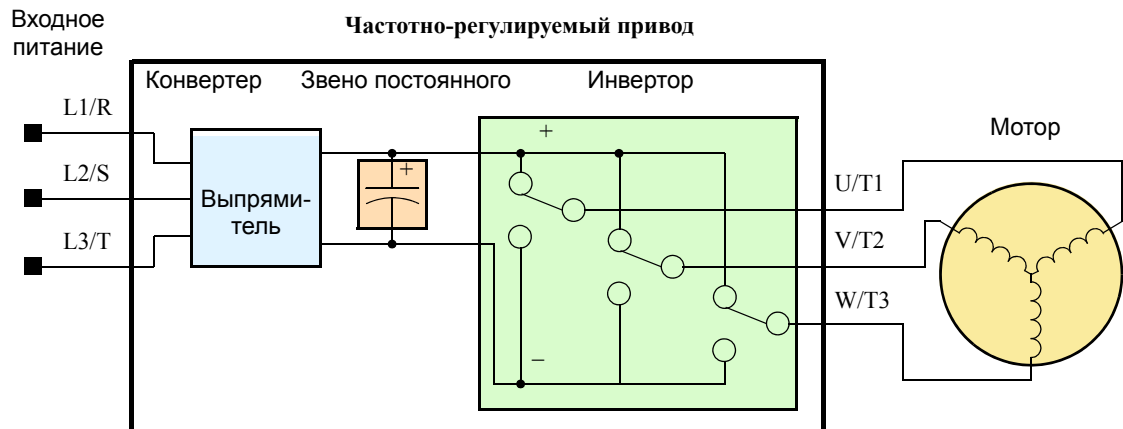 Входное
питание
Частотно-регулируемый привод
Конвертер
Звено постоянного
Инвертор
Мотор
L1/R
L2/S
L3/T
Выпрями-
тель
+
+
–
U/T1
V/T2
W/T3